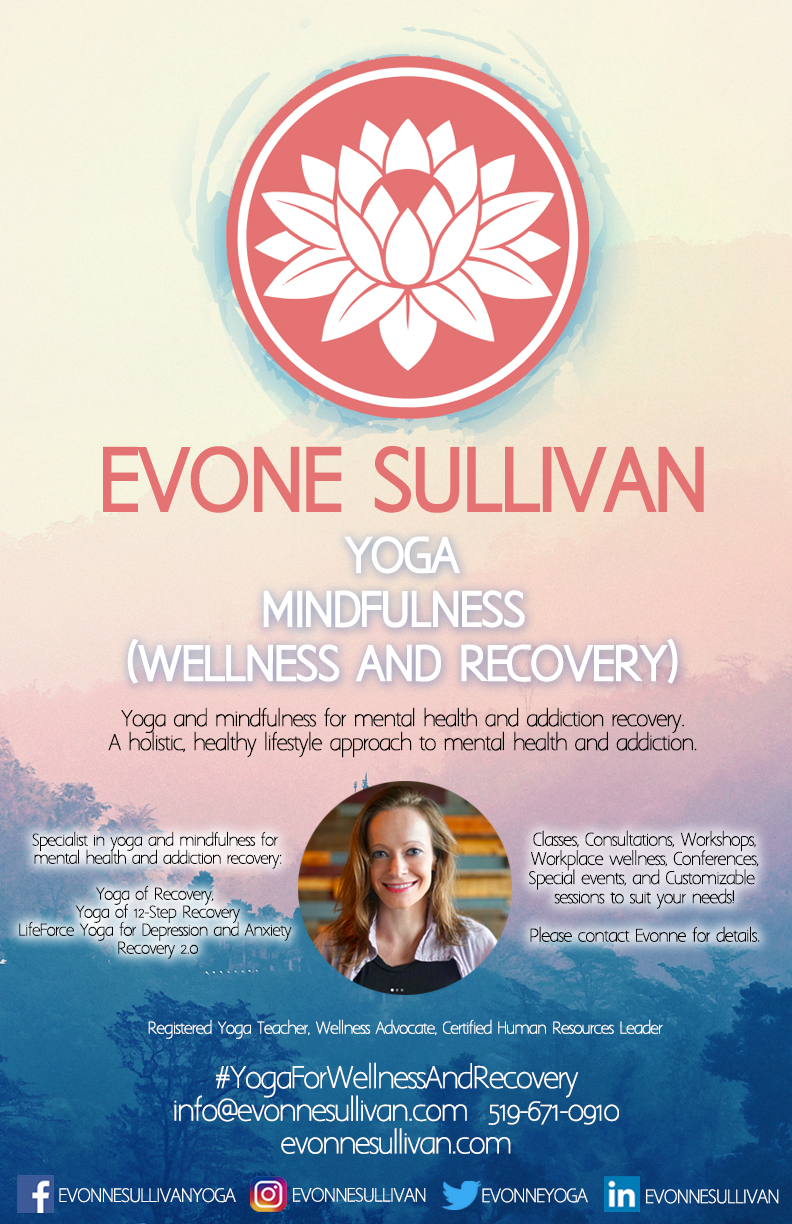 EVONE SULLIVAN
YOGA
MINDFULNESS
(WELLNESS AND RECOVERY)
Yoga and mindfulness for mental health and addiction recovery.
A holistic, healthy lifestyle approach to mental health and addiction.
Specialist in yoga and mindfulness for
mental health and addiction recovery:
Yoga of Recovery,
Yoga of 12-Step Recovery
LifeForce Yoga for Depression and Anxiety
Recovery 2.0
Classes, Consultations, Workshops,
Workplace wellness, Conferences,
Special events, and Customizable
sessions to suit your needs!
Please contact Evonne for details.
Registered Yoga Teacher, Wellness Advocate, Certified Human Resources Leader
#YogaForWellnessAndRecovery
info@evonnesullivan.com 519-671-0910
evonnesullivan.com
EVONNESULLIVANYOGA EVONNESULLIVAN EVONNEYOGA EVONNESULLIVAN